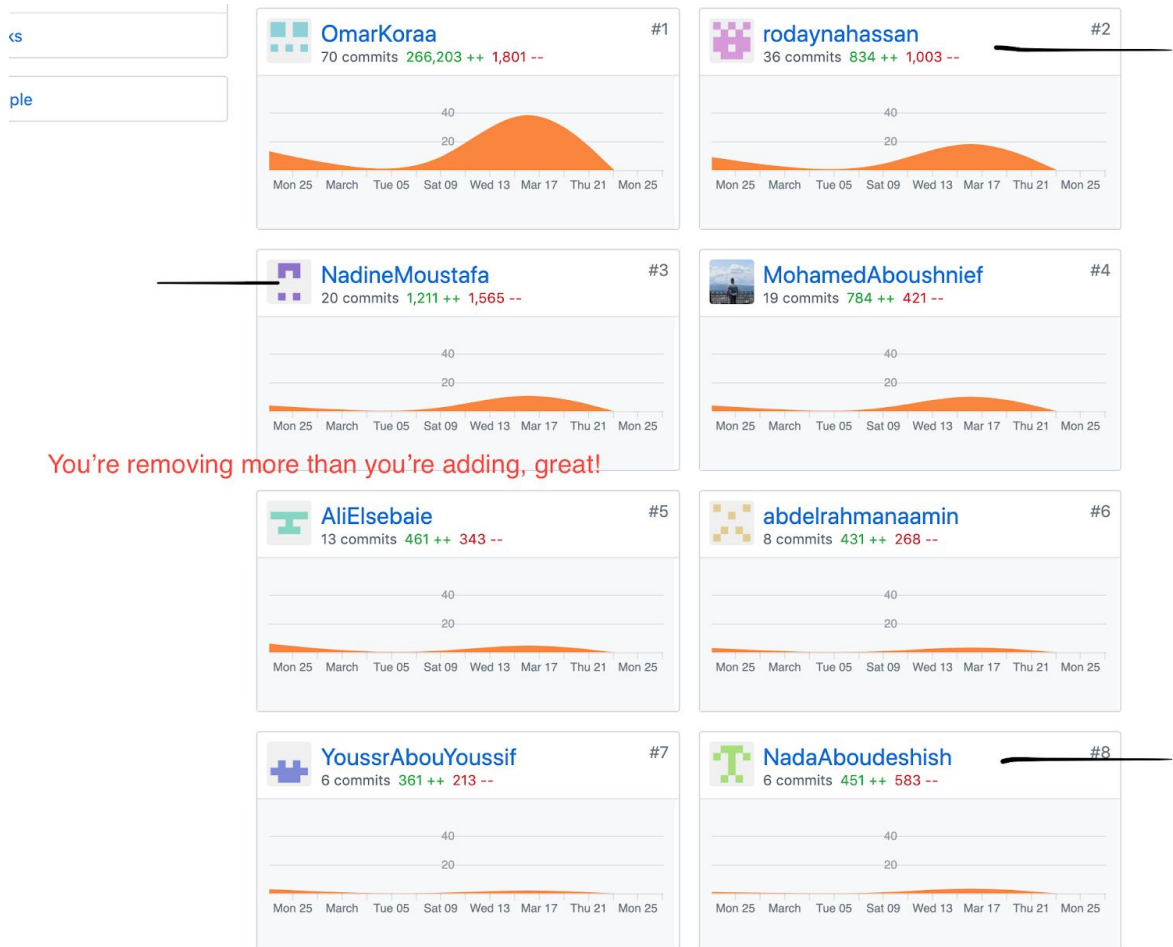 ks
ple
OmarKoraa #1
70 commits 266,203 ++ 1,801 --
40
20
Mon 25 March Tue 05 Sat 09 Wed 13 Mar 17 Thu 21 Mon 25
rodaynahassan #2
36 commits 834 ++ 1,003 --
40
20
Mon 25 March Tue 05 Sat 09 Wed 13 Mar 17 Thu 21 Mon 25
NadineMoustafa #3
20 commits 1,211 ++ 1,565 --
40
20
Mon 25 March Tue 05 Sat 09 Wed 13 Mar 17 Thu 21 Mon 25
MohamedAboushnief #4
19 commits 784 ++ 421 --
40
20
Mon 25 March Tue 05 Sat 09 Wed 13 Mar 17 Thu 21 Mon 25
You're removing more than you're adding, great!
AliElsebaie #5
13 commits 461 ++ 343 --
40
20
Mon 25 March Tue 05 Sat 09 Wed 13 Mar 17 Thu 21 Mon 25
abdelrahmanaamin #6
8 commits 431 ++ 268 --
40
20
Mon 25 March Tue 05 Sat 09 Wed 13 Mar 17 Thu 21 Mon 25
YoussrAbouYoussif #7
6 commits 361 ++ 213 --
40
20
Mon 25 March Tue 05 Sat 09 Wed 13 Mar 17 Thu 21 Mon 25
NadaAboudeshish #8
6 commits 451 ++ 583 --
40
20
Mon 25 March Tue 05 Sat 09 Wed 13 Mar 17 Thu 21 Mon 25